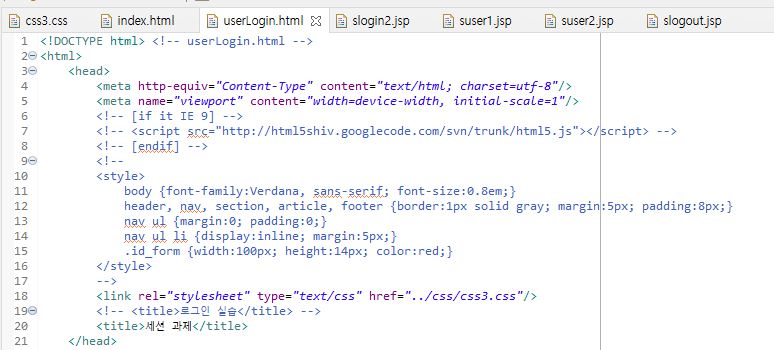 css3.css index.html userLogin.html slogin2.jsp suser1.jsp suser2.jsp slogout.jsp
1 <!DOCTYPE html> <!-- userLogin.html -->
2 <html>
3 <head>
4 <meta http-equiv="Content-Type" content="text/html; charset=utf-8"/>
5 <meta name="viewport" content="width=device-width, initial-scale=1"/>
6 <!-- [if it IE 9] -->
7 <!-- <script src="http://html5shiv.googlecode.com/svn/trunk/html5.js"></script> -->
8 <!-- [endif] -->
9 <!--
10 <style>
11 body {font-family:Verdana, sans-serif; font-size:0.8em;}
12 header, nav, section, article, footer {border:1px solid gray; margin:5px; padding:8px;}
13 nav ul {margin:0; padding:0;}
14 nav ul li {display:inline; margin:5px;}
15 .id_form {width:100px; height:14px; color:red;}
16 </style>
17 -->
18 <link rel="stylesheet" type="text/css" href="../css/css3.css"/>
19 <!-- <title>로그인 실습</title> -->
20 <title>세션 과제</title>
21 </head>